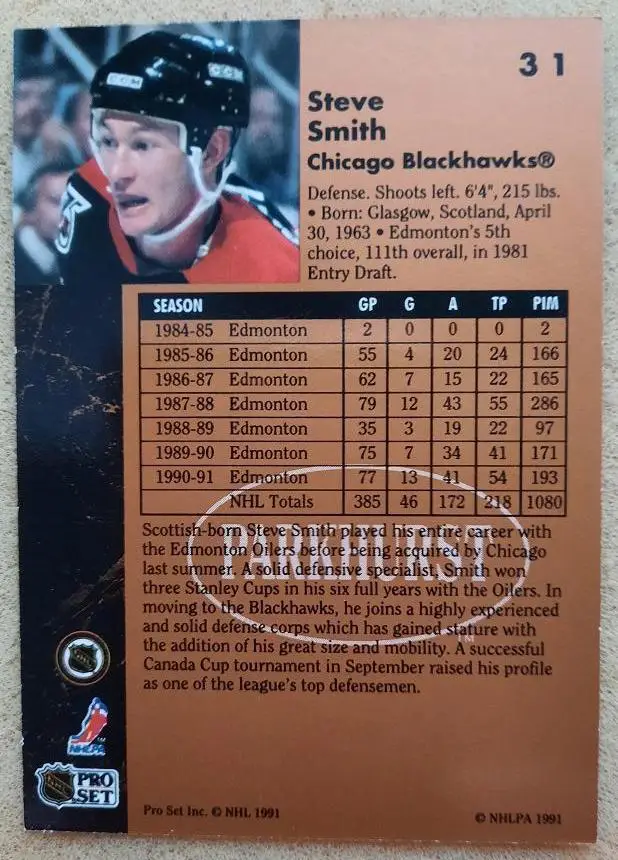 31
CCM
CCM
3
Steve
Smith
Chicago Blackhawks®
Defense. Shoots left. 6'4", 215 lbs.
• Born: Glasgow, Scotland, April
30, 1963 • Edmonton's 5th
choice, 111th overall, in 1981
Entry Draft.
SEASON GP G A TP PIM
1984-85 Edmonton 2 0 0 0 2
1985-86 Edmonton 55 4 20 24 166
1986-87 Edmonton 62 7 15 22 165
1987-88 Edmonton 79 12 43 55 286
1988-89 Edmonton 35 3 19 22 97
1989-90 Edmonton 75 7 34 41 171
1990-91 Edmonton 77 13 41 54 193
NHL Totals 385 46 172 218 1080
PARKHURST
TM
Scottish-born Steve Smith played his entire career with
the Edmonton Oilers before being acquired by Chicago
last summer. A solid defensive specialist, Smith won
three Stanley Cups in his six full years with the Oilers. In
moving to the Blackhawks, he joins a highly experienced
and solid defense corps which has gained stature with
the addition of his great size and mobility. A successful
Canada Cup tournament in September raised his profile
as one of the league's top defensemen.
NHL
NHLPA
NHL PRO
SET
Pro Set Inc. © NHL 1991
© NHLPA 1991